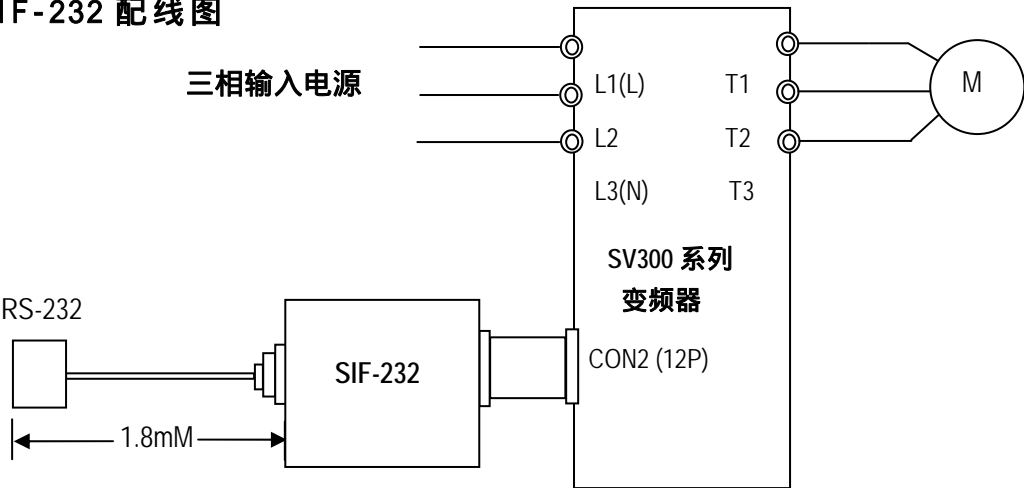 IF-232 配线图
三相输入电源
L1(L) T1
M
L2 T2
L3(N) T3
SV300 系列
变频器
RS-232
SIF-232
CON2 (12P)
1.8mM